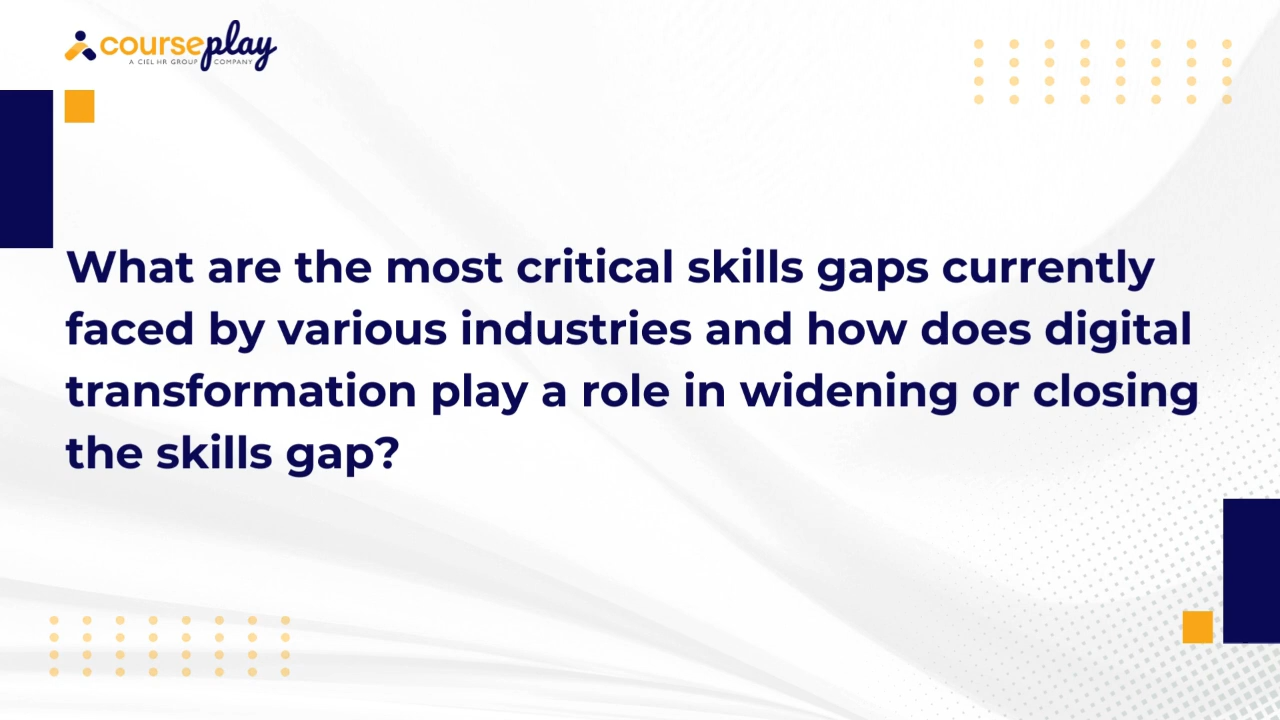 courseplay
A CIEL HR GROUP COMPANY
What are the most critical skills gaps currently
faced by various industries and how does digital
transformation play a role in widening or closing
the skills gap?